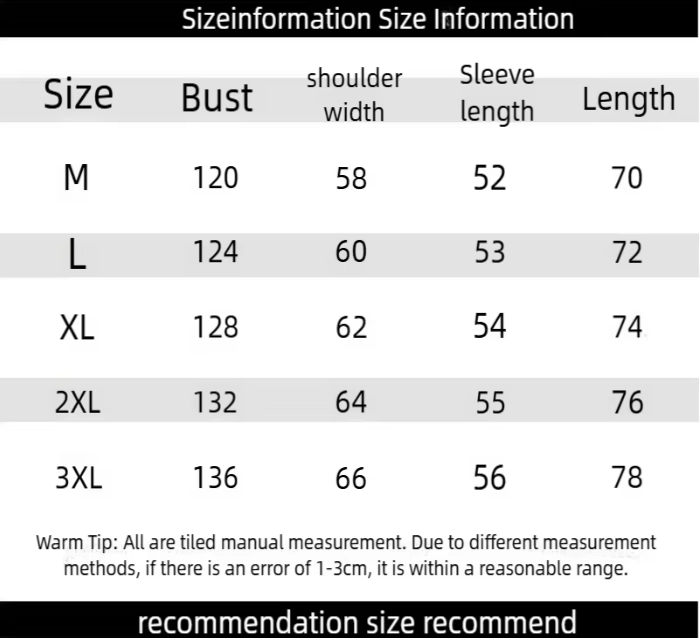 Sizeinformation Size Information
Size Bust shoulder width Sleeve length Length
M 120 58 52 70
L 124 60 53 72
XL 128 62 54 74
2XL 132 64 55 76
3XL 136 66 56 78
Warm Tip: All are tiled manual measurement. Due to different measurement
methods, if there is an error of 1-3cm, it is within a reasonable range.
recommendation size recommend